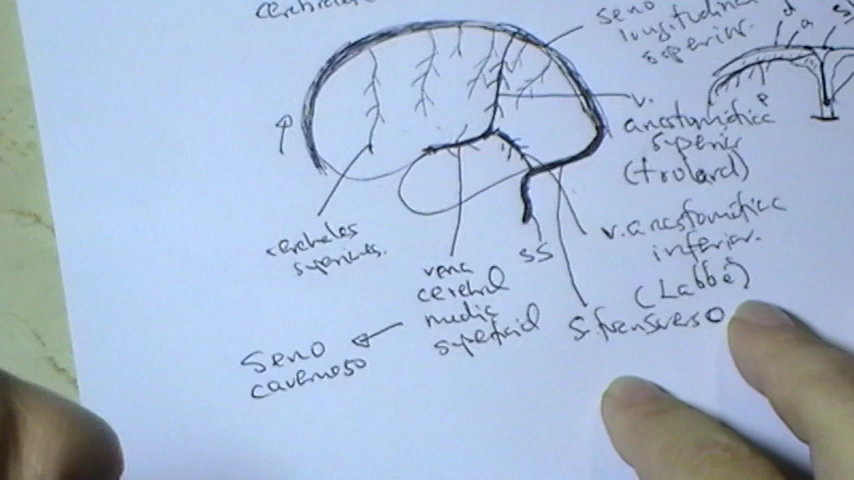 seno
longitudinal
superior.
d
a
P
v.
anastomótica
superior
(trolard)
cerebrales
superiores.
vena
cerebral
media
superficial
SS
v. anastomótica
inferior.
(Labbé)
S. transverso
Seno
cavernoso